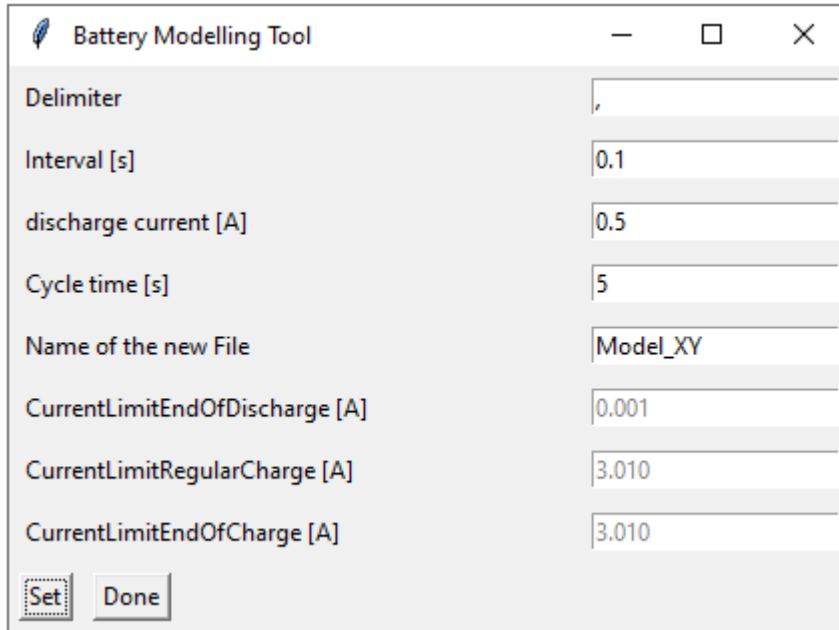 Battery Modelling Tool
Delimiter ,
Interval [s] 0.1
discharge current [A] 0.5
Cycle time [s] 5
Name of the new File Model_XY
CurrentLimitEndOfDischarge [A] 0.001
CurrentLimitRegularCharge [A] 3.010
CurrentLimitEndOfCharge [A] 3.010
Set Done